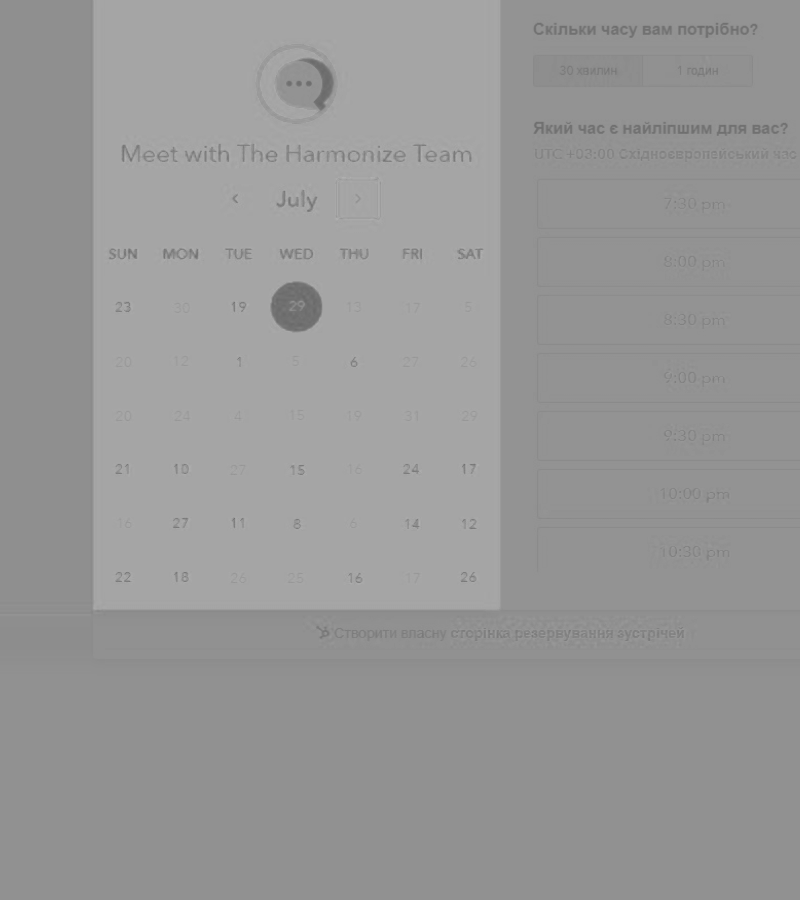 Meet with The Harmonize Team
July
SUN MON TUE WED THU FRI SAT
23 30 19 29 13 17 5
20 12 1 5 6 27 26
20 24 4 15 19 31 29
21 10 27 15 16 24 17
16 27 11 8 6 14 12
22 18 26 25 16 17 26
Скільки часу вам потрібно?
30 хвилин 1 годин
Який час є найліпшим для вас?
UTC +03:00 Східноєвропейський час
7:30 pm
8:00 pm
8:30 pm
9:00 pm
9:30 pm
10:00 pm
10:30 pm
Створити власну сторінка резервування зустрічей